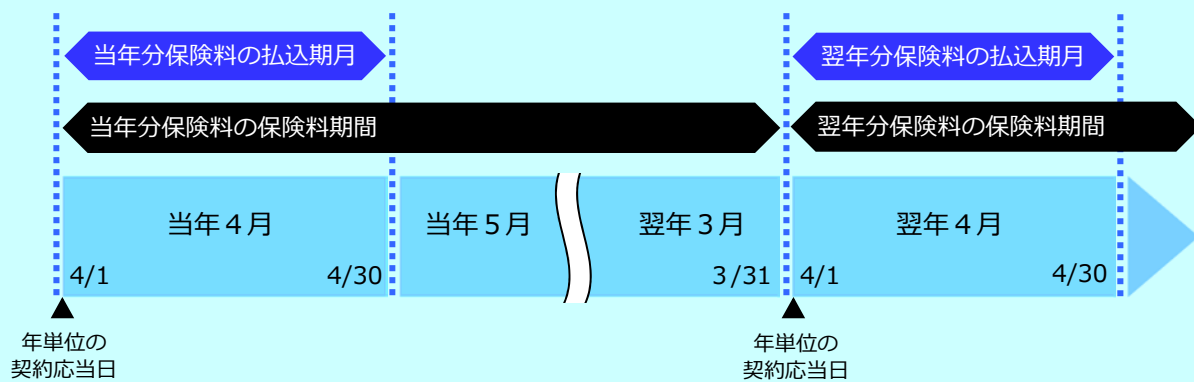 当年分保険料の払込期月
翌年分保険料の払込期月
当年分保険料の保険料期間
翌年分保険料の保険料期間
当年４月
当年５月
翌年３月
翌年４月
4/1
4/30
3/31
4/1
4/30
年単位の
契約応当日
年単位の
契約応当日